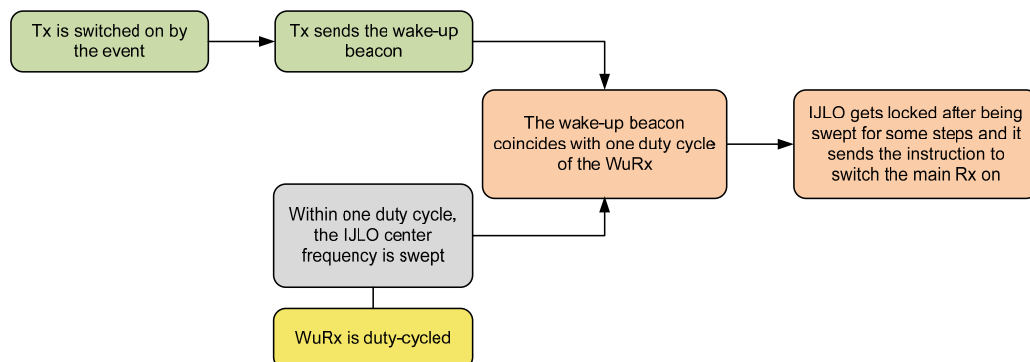 Tx is switched on by
the event
Tx sends the wake-up
beacon
The wake-up beacon
coincides with one duty cycle
of the WuRx
IJLO gets locked after being
swept for some steps and it
sends the instruction to
switch the main Rx on
Within one duty cycle,
the IJLO center
frequency is swept
WuRx is duty-cycled